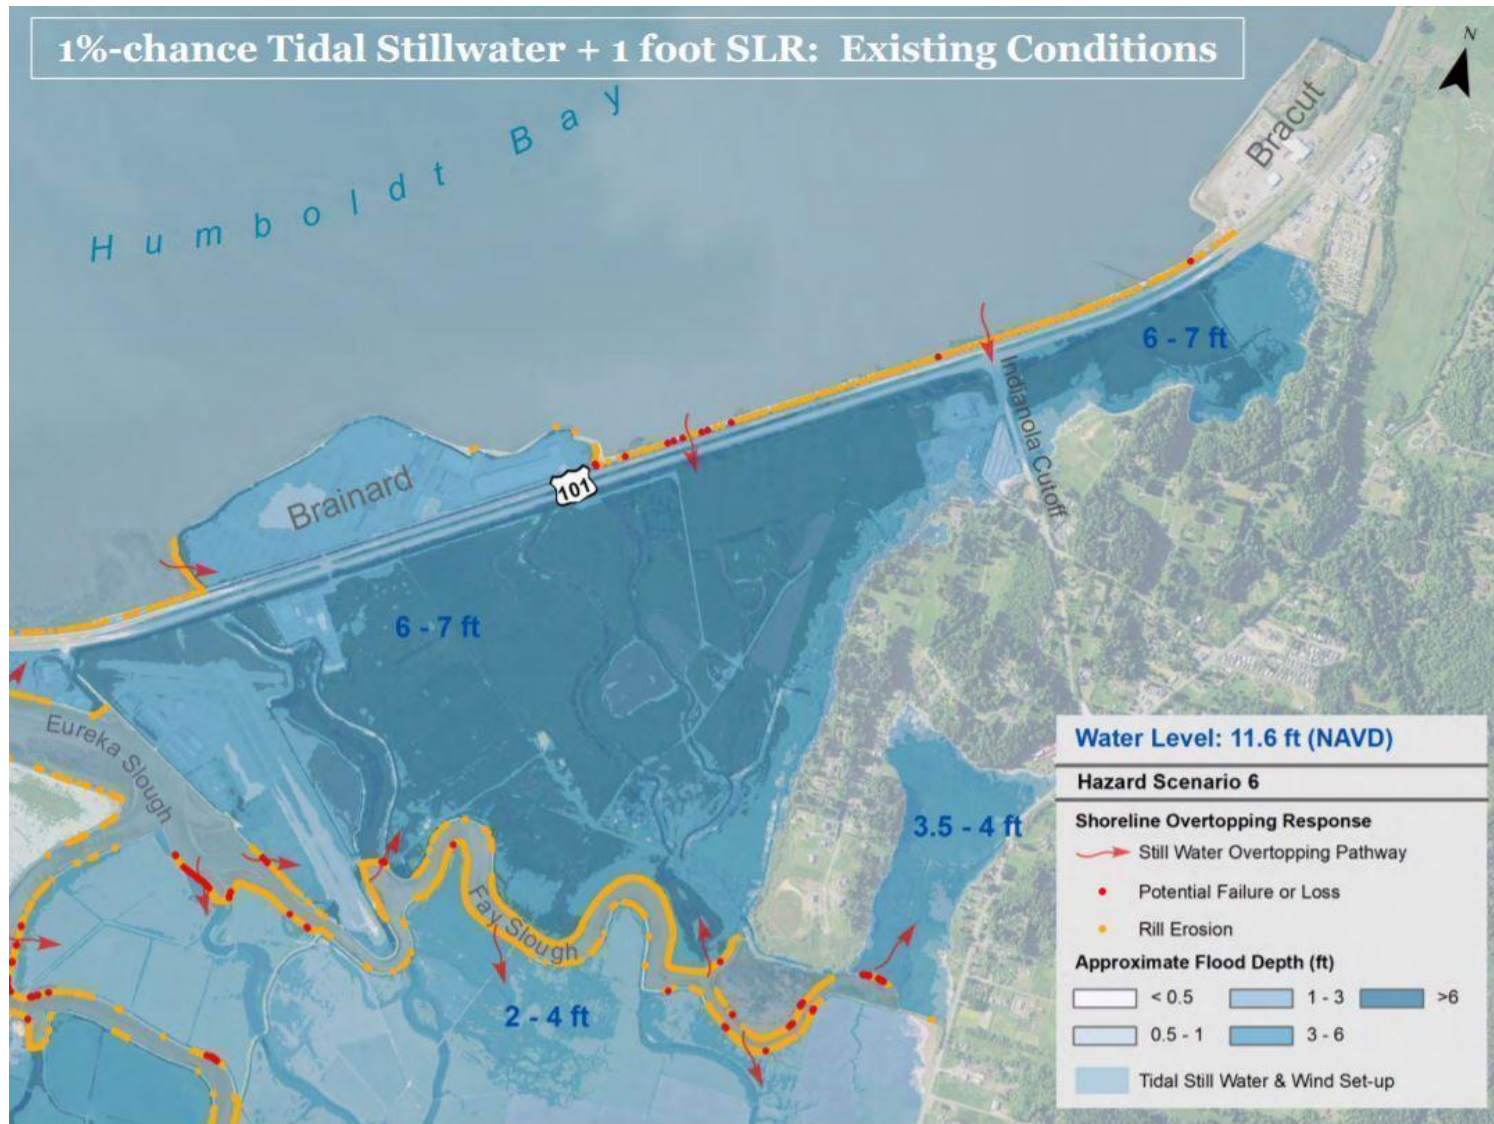 1%-chance Tidal Stillwater + 1 foot SLR: Existing Conditions
N
Humboldt Bay
Bracut
6 - 7 ft
Indianola Cutoff
101
Brainard
6 - 7 ft
Eureka Slough
3.5 - 4 ft
Fay Slough
2 - 4 ft
Water Level: 11.6 ft (NAVD)
Hazard Scenario 6
Shoreline Overtopping Response
Still Water Overtopping Pathway
Potential Failure or Loss
Rill Erosion
Approximate Flood Depth (ft)
< 0.5
1 - 3
>6
0.5 - 1
3 - 6
Tidal Still Water & Wind Set-up